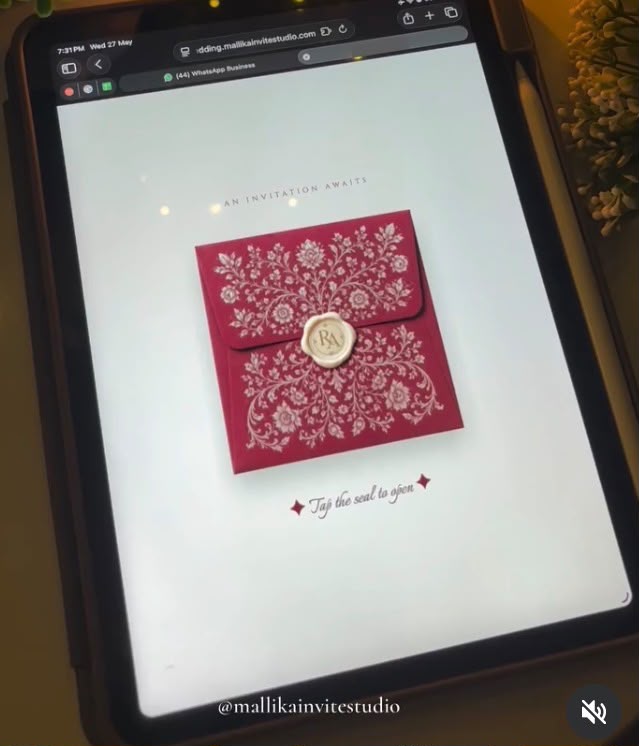 7:31 PM Wed 27 May
dding.mallikainvitestudio.com
(44) WhatsApp Business
AN INVITATION AWAITS
RA
Tap the seal to open
@mallikainvitestudio